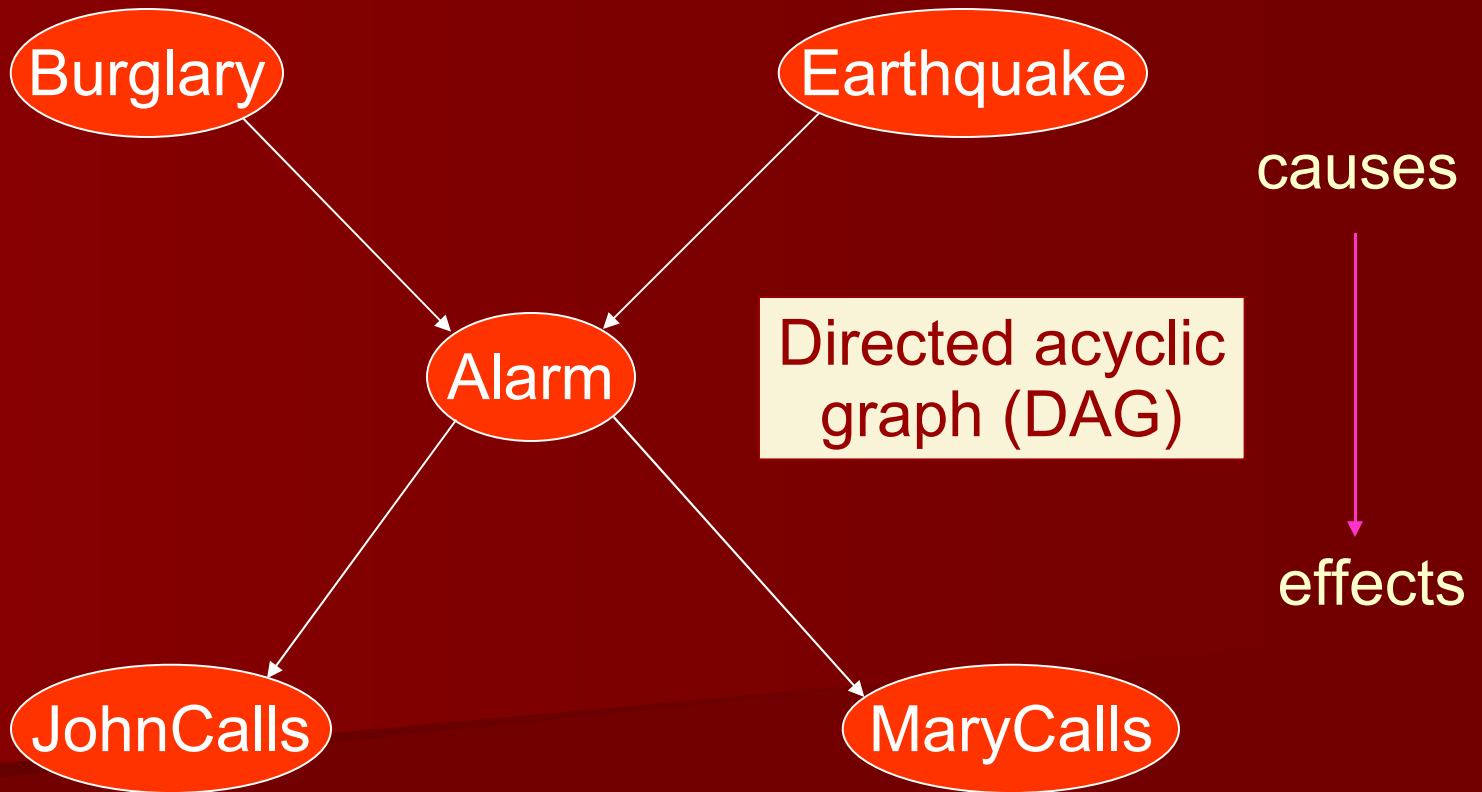 Burglary
Earthquake
causes
Directed acyclic
graph (DAG)
Alarm
effects
JohnCalls
MaryCalls